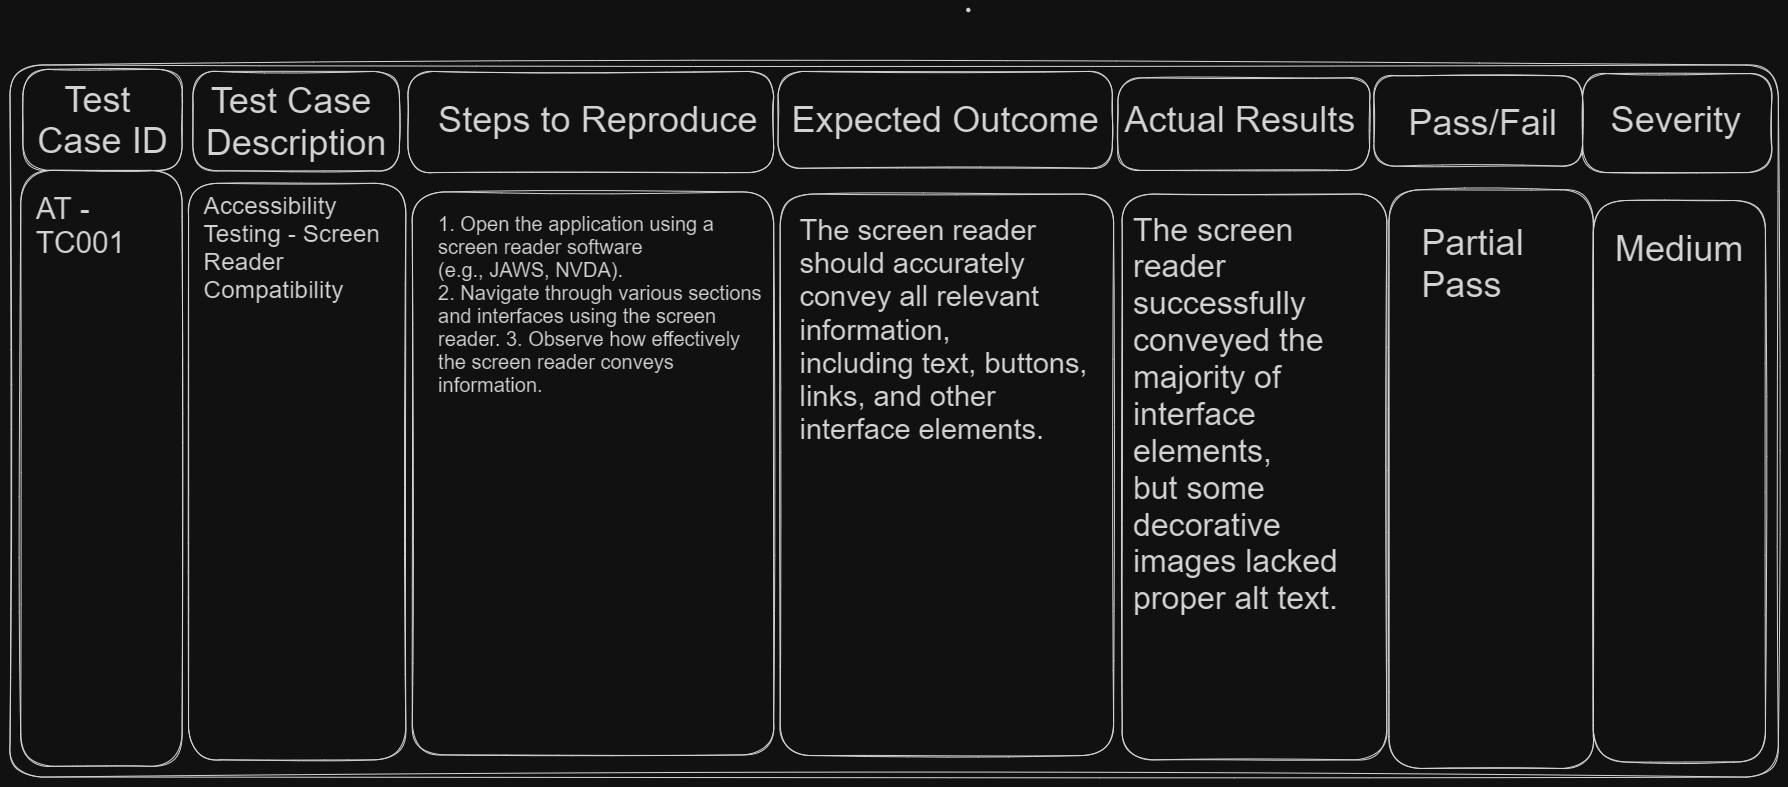 Test
Case ID
Test Case
Description
Steps to Reproduce
Expected Outcome
Actual Results
Pass/Fail
Severity
AT -
TC001
Accessibility
Testing - Screen
Reader
Compatibility
1. Open the application using a
screen reader software
(e.g., JAWS, NVDA).
2. Navigate through various sections
and interfaces using the screen
reader. 3. Observe how effectively
the screen reader conveys
information.
The screen reader
should accurately
convey all relevant
information,
including text, buttons,
links, and other
interface elements.
The screen
reader
successfully
conveyed the
majority of
interface
elements,
but some
decorative
images lacked
proper alt text.
Partial
Pass
Medium